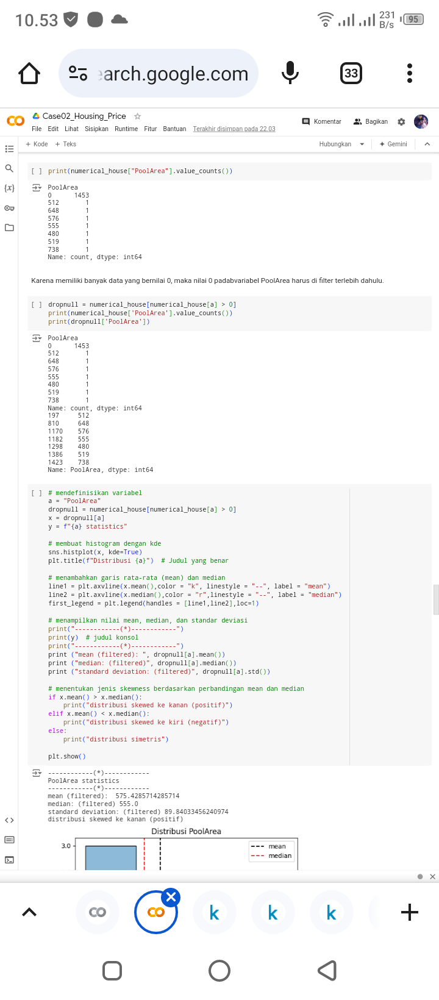 10.53
231
B/s
95
earch.google.com
33
Case02_Housing_Price
Komentar
Bagikan
File Edit Lihat Sisipkan Runtime Fitur Bantuan Terakhir disimpan pada 22.03
+ Kode + Teks
Hubungkan
Gemini
[ ] print(numerical_house["PoolArea"].value_counts())
PoolArea
0 1453
512 1
648 1
576 1
555 1
480 1
519 1
738 1
Name: count, dtype: int64
Karena memiliki banyak data yang bernilai 0, maka nilai 0 padabvariabel PoolArea harus di filter terlebih dahulu.
[ ] dropnull = numerical_house[numerical_house[a] > 0]
print(numerical_house['PoolArea'].value_counts())
print(dropnull['PoolArea'])
PoolArea
0 1453
512 1
648 1
576 1
555 1
480 1
519 1
738 1
Name: count, dtype: int64
197 512
810 648
1170 576
1182 555
1298 480
1386 519
1423 738
Name: PoolArea, dtype: int64
[ ] # mendefinisikan variabel
a = "PoolArea"
dropnull = numerical_house[numerical_house[a] > 0]
x = dropnull[a]
y = f"{a} statistics"
# membuat histogram dengan kde
sns.histplot(x, kde=True)
plt.title(f"Distribusi {a}") # Judul yang benar
# menambahkan garis rata-rata (mean) dan median
line1 = plt.axvline(x.mean(),color = "k", linestyle = "--", label = "mean")
line2 = plt.axvline(x.median(),color = "r",linestyle = "--", label = "median")
first_legend = plt.legend(handles = [line1,line2],loc=1)
# menampilkan nilai mean, median, dan standar deviasi
print("------------(*)------------")
print(y) # judul konsol
print("------------(*)------------")
print ("mean (filtered): ", dropnull[a].mean())
print ("median: (filtered)", dropnull[a].median())
print ("standard deviation: (filtered)", dropnull[a].std())
# menentukan jenis skewness berdasarkan perbandingan mean dan median
if x.mean() > x.median():
print("distribusi skewed ke kanan (positif)")
elif x.mean() < x.median():
print("distribusi skewed ke kiri (negatif)")
else:
print("distribusi simetris")
plt.show()
------------(*)------------
PoolArea statistics
------------(*)------------
mean (filtered):  575.4285714285714
median: (filtered) 555.0
standard deviation: (filtered) 89.84033456240974
distribusi skewed ke kanan (positif)
Distribusi PoolArea
3.0
mean
median
k
k
k